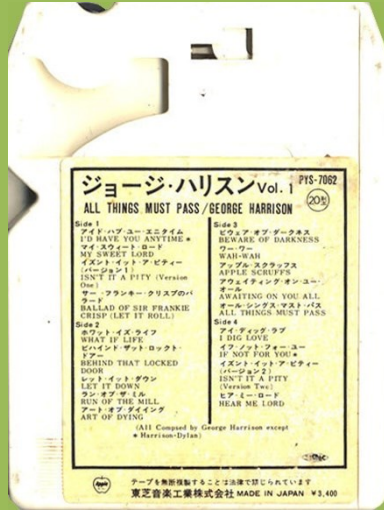 ジョージ・ハリスン Vol. 1
PYS-7062
20型
ALL THINGS MUST PASS/GEORGE HARRISON
Side 1
アイド・ハブ・ユー・エニタイム
I'D HAVE YOU ANYTIME *
マイ・スウィート・ロード
MY SWEET LORD
イズント・イット・ア・ピティー
(バージョン1)
ISN'T IT A PITY (Version
One)
サー・フランキー・クリスプのバ
ラード
BALLAD OF SIR FRANKIE
CRISP (LET IT ROLL)
Side 2
ホワット・イズ・ライフ
WHAT IF LIFE
ビハインド・ザット・ロックト・
ドアー
BEHIND THAT LOCKED
DOOR
レット・イット・ダウン
LET IT DOWN
ラン・オブ・ザ・ミル
RUN OF THE MILL
アート・オブ・ダイイング
ART OF DYING
Side 3
ビウェア・オブ・ダークネス
BEWARE OF DARKNESS
ワー・ワー
WAH-WAH
アップル・スクラッフス
APPLE SCRUFFS
アウェイティング・オン・ユー・
オール
AWAITING ON YOU ALL
オール・シングス・マスト・パス
ALL THINGS MUST PASS
Side 4
アイ・ディッグ・ラブ
I DIG LOVE
イフ・ノット・フォー・ユー
IF NOT FOR YOU *
イズント・イット・ア・ピティー
(バージョン2)
ISN'T IT A PITY
(Version Two)
ヒア・ミー・ロード
HEAR ME LORD
(All Compsed by George Harrison except
* Harrison-Dylan)
Apple
テープを無断複製することは法律で禁じられています
東芝音楽工業株式会社 MADE IN JAPAN ¥3,400